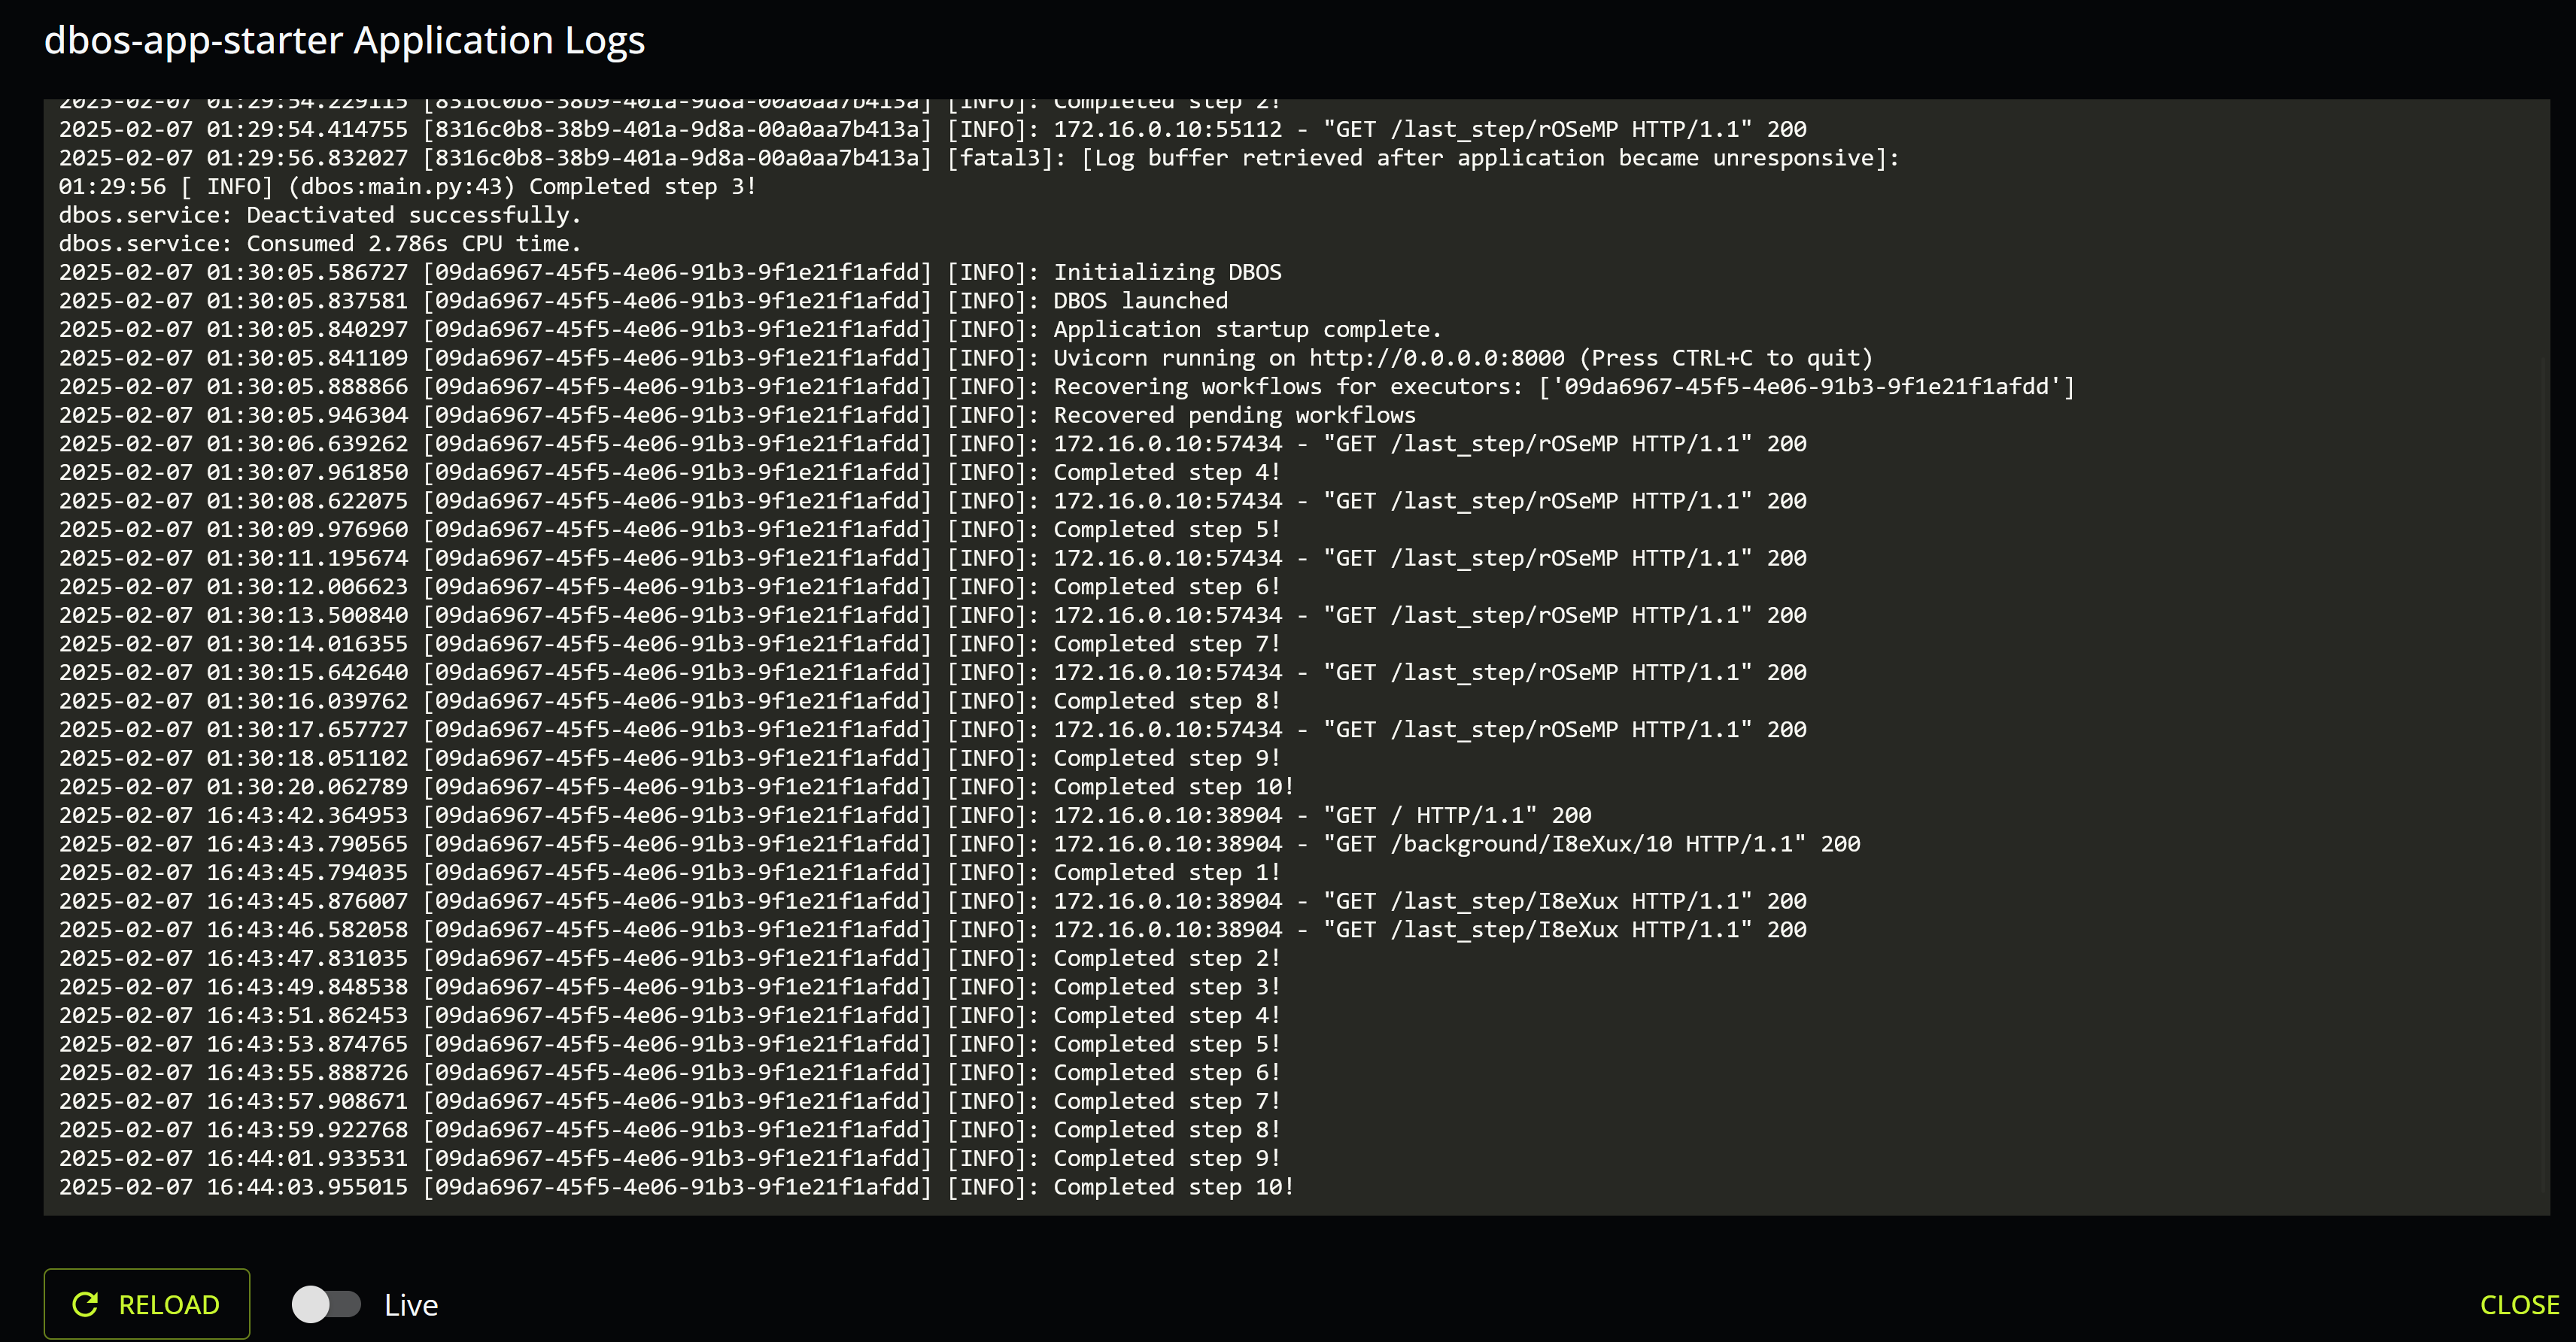 dbos-app-starter Application Logs
2025-02-07 01:29:54.229115 [8316c0b8-38b9-401a-9d8a-00a0aa7b413a] [INFO]: Completed step 2!
2025-02-07 01:29:54.414755 [8316c0b8-38b9-401a-9d8a-00a0aa7b413a] [INFO]: 172.16.0.10:55112 - "GET /last_step/rOSeMP HTTP/1.1" 200
2025-02-07 01:29:56.832027 [8316c0b8-38b9-401a-9d8a-00a0aa7b413a] [fatal3]: [Log buffer retrieved after application became unresponsive]:
01:29:56 [ INFO] (dbos:main.py:43) Completed step 3!
dbos.service: Deactivated successfully.
dbos.service: Consumed 2.786s CPU time.
2025-02-07 01:30:05.586727 [09da6967-45f5-4e06-91b3-9f1e21f1afdd] [INFO]: Initializing DBOS
2025-02-07 01:30:05.837581 [09da6967-45f5-4e06-91b3-9f1e21f1afdd] [INFO]: DBOS launched
2025-02-07 01:30:05.840297 [09da6967-45f5-4e06-91b3-9f1e21f1afdd] [INFO]: Application startup complete.
2025-02-07 01:30:05.841109 [09da6967-45f5-4e06-91b3-9f1e21f1afdd] [INFO]: Uvicorn running on http://0.0.0.0:8000 (Press CTRL+C to quit)
2025-02-07 01:30:05.888866 [09da6967-45f5-4e06-91b3-9f1e21f1afdd] [INFO]: Recovering workflows for executors: ['09da6967-45f5-4e06-91b3-9f1e21f1afdd']
2025-02-07 01:30:05.946304 [09da6967-45f5-4e06-91b3-9f1e21f1afdd] [INFO]: Recovered pending workflows
2025-02-07 01:30:06.639262 [09da6967-45f5-4e06-91b3-9f1e21f1afdd] [INFO]: 172.16.0.10:57434 - "GET /last_step/rOSeMP HTTP/1.1" 200
2025-02-07 01:30:07.961850 [09da6967-45f5-4e06-91b3-9f1e21f1afdd] [INFO]: Completed step 4!
2025-02-07 01:30:08.622075 [09da6967-45f5-4e06-91b3-9f1e21f1afdd] [INFO]: 172.16.0.10:57434 - "GET /last_step/rOSeMP HTTP/1.1" 200
2025-02-07 01:30:09.976960 [09da6967-45f5-4e06-91b3-9f1e21f1afdd] [INFO]: Completed step 5!
2025-02-07 01:30:11.195674 [09da6967-45f5-4e06-91b3-9f1e21f1afdd] [INFO]: 172.16.0.10:57434 - "GET /last_step/rOSeMP HTTP/1.1" 200
2025-02-07 01:30:12.006623 [09da6967-45f5-4e06-91b3-9f1e21f1afdd] [INFO]: Completed step 6!
2025-02-07 01:30:13.500840 [09da6967-45f5-4e06-91b3-9f1e21f1afdd] [INFO]: 172.16.0.10:57434 - "GET /last_step/rOSeMP HTTP/1.1" 200
2025-02-07 01:30:14.016355 [09da6967-45f5-4e06-91b3-9f1e21f1afdd] [INFO]: Completed step 7!
2025-02-07 01:30:15.642640 [09da6967-45f5-4e06-91b3-9f1e21f1afdd] [INFO]: 172.16.0.10:57434 - "GET /last_step/rOSeMP HTTP/1.1" 200
2025-02-07 01:30:16.039762 [09da6967-45f5-4e06-91b3-9f1e21f1afdd] [INFO]: Completed step 8!
2025-02-07 01:30:17.657727 [09da6967-45f5-4e06-91b3-9f1e21f1afdd] [INFO]: 172.16.0.10:57434 - "GET /last_step/rOSeMP HTTP/1.1" 200
2025-02-07 01:30:18.051102 [09da6967-45f5-4e06-91b3-9f1e21f1afdd] [INFO]: Completed step 9!
2025-02-07 01:30:20.062789 [09da6967-45f5-4e06-91b3-9f1e21f1afdd] [INFO]: Completed step 10!
2025-02-07 16:43:42.364953 [09da6967-45f5-4e06-91b3-9f1e21f1afdd] [INFO]: 172.16.0.10:38904 - "GET / HTTP/1.1" 200
2025-02-07 16:43:43.790565 [09da6967-45f5-4e06-91b3-9f1e21f1afdd] [INFO]: 172.16.0.10:38904 - "GET /background/I8eXux/10 HTTP/1.1" 200
2025-02-07 16:43:45.794035 [09da6967-45f5-4e06-91b3-9f1e21f1afdd] [INFO]: Completed step 1!
2025-02-07 16:43:45.876007 [09da6967-45f5-4e06-91b3-9f1e21f1afdd] [INFO]: 172.16.0.10:38904 - "GET /last_step/I8eXux HTTP/1.1" 200
2025-02-07 16:43:46.582058 [09da6967-45f5-4e06-91b3-9f1e21f1afdd] [INFO]: 172.16.0.10:38904 - "GET /last_step/I8eXux HTTP/1.1" 200
2025-02-07 16:43:47.831035 [09da6967-45f5-4e06-91b3-9f1e21f1afdd] [INFO]: Completed step 2!
2025-02-07 16:43:49.848538 [09da6967-45f5-4e06-91b3-9f1e21f1afdd] [INFO]: Completed step 3!
2025-02-07 16:43:51.862453 [09da6967-45f5-4e06-91b3-9f1e21f1afdd] [INFO]: Completed step 4!
2025-02-07 16:43:53.874765 [09da6967-45f5-4e06-91b3-9f1e21f1afdd] [INFO]: Completed step 5!
2025-02-07 16:43:55.888726 [09da6967-45f5-4e06-91b3-9f1e21f1afdd] [INFO]: Completed step 6!
2025-02-07 16:43:57.908671 [09da6967-45f5-4e06-91b3-9f1e21f1afdd] [INFO]: Completed step 7!
2025-02-07 16:43:59.922768 [09da6967-45f5-4e06-91b3-9f1e21f1afdd] [INFO]: Completed step 8!
2025-02-07 16:44:01.933531 [09da6967-45f5-4e06-91b3-9f1e21f1afdd] [INFO]: Completed step 9!
2025-02-07 16:44:03.955015 [09da6967-45f5-4e06-91b3-9f1e21f1afdd] [INFO]: Completed step 10!
RELOAD Live CLOSE